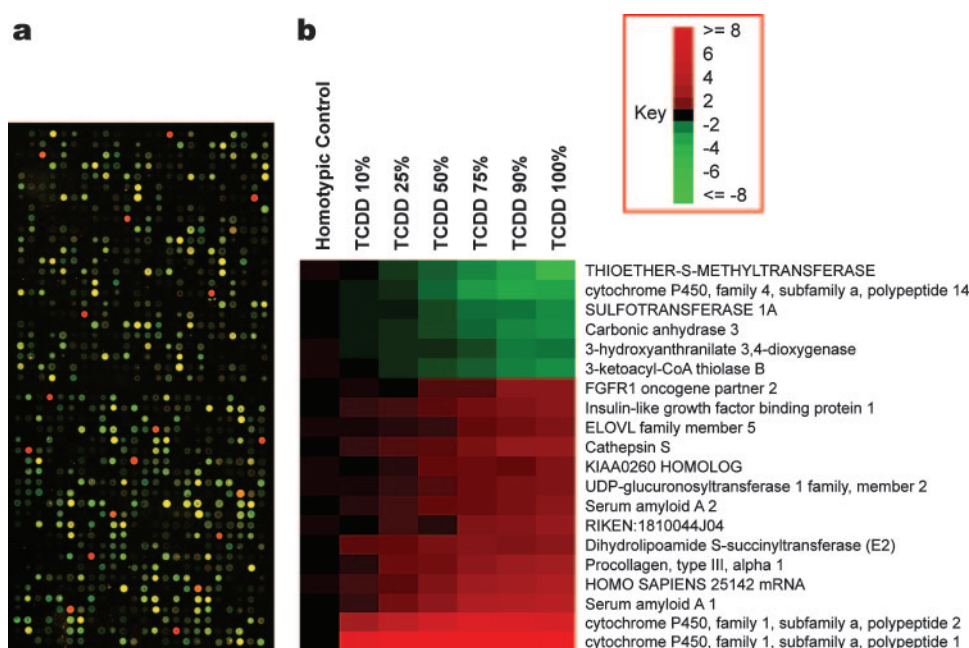 a
b
>= 8
6
4
2
Key
-2
-4
-6
<= -8
Homotypic Control
TCDD 10%
TCDD 25%
TCDD 50%
TCDD 75%
TCDD 90%
TCDD 100%
THIOETHER-S-METHYLTRANSFERASE
cytochrome P450, family 4, subfamily a, polypeptide 14
SULFOTRANSFERASE 1A
Carbonic anhydrase 3
3-hydroxyanthranilate 3,4-dioxygenase
3-ketoacyl-CoA thiolase B
FGFR1 oncogene partner 2
Insulin-like growth factor binding protein 1
ELOVL family member 5
Cathepsin S
KIAA0260 HOMOLOG
UDP-glucuronosyltransferase 1 family, member 2
Serum amyloid A 2
RIKEN:1810044J04
Dihydrolipoamide S-succinyltransferase (E2)
Procollagen, type III, alpha 1
HOMO SAPIENS 25142 mRNA
Serum amyloid A 1
cytochrome P450, family 1, subfamily a, polypeptide 2
cytochrome P450, family 1, subfamily a, polypeptide 1